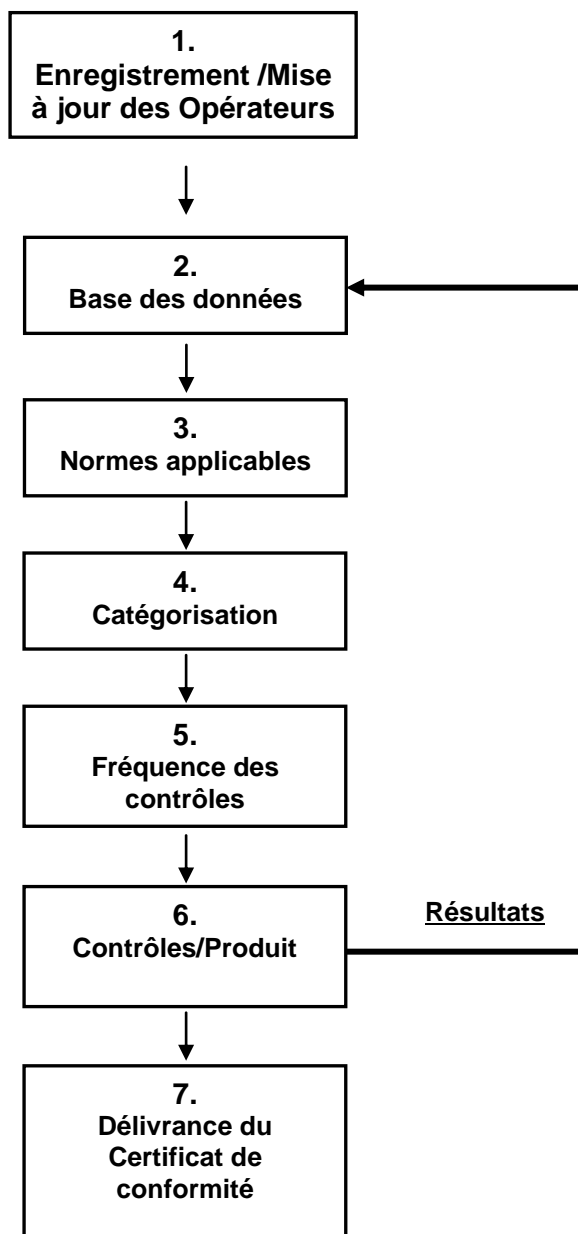 1.
Enregistrement /Mise
à jour des Opérateurs
2.
Base des données
3.
Normes applicables
4.
Catégorisation
5.
Fréquence des
contrôles
6.
Contrôles/Produit
Résultats
7.
Délivrance du
Certificat de
conformité